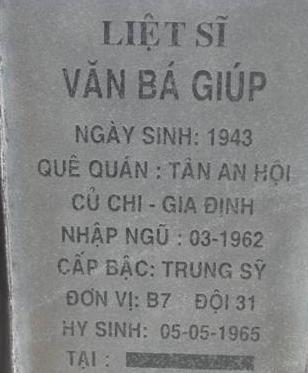 LIỆT SĨ
VĂN BÁ GIÚP
NGÀY SINH: 1943
QUÊ QUÁN : TÂN AN HỘI
CỦ CHI - GIA ĐỊNH
NHẬP NGŨ : 03-1962
CẤP BẬC: TRUNG SỸ
ĐƠN VỊ: B7 ĐỘI 31
HY SINH: 05-05-1965
TẠI :